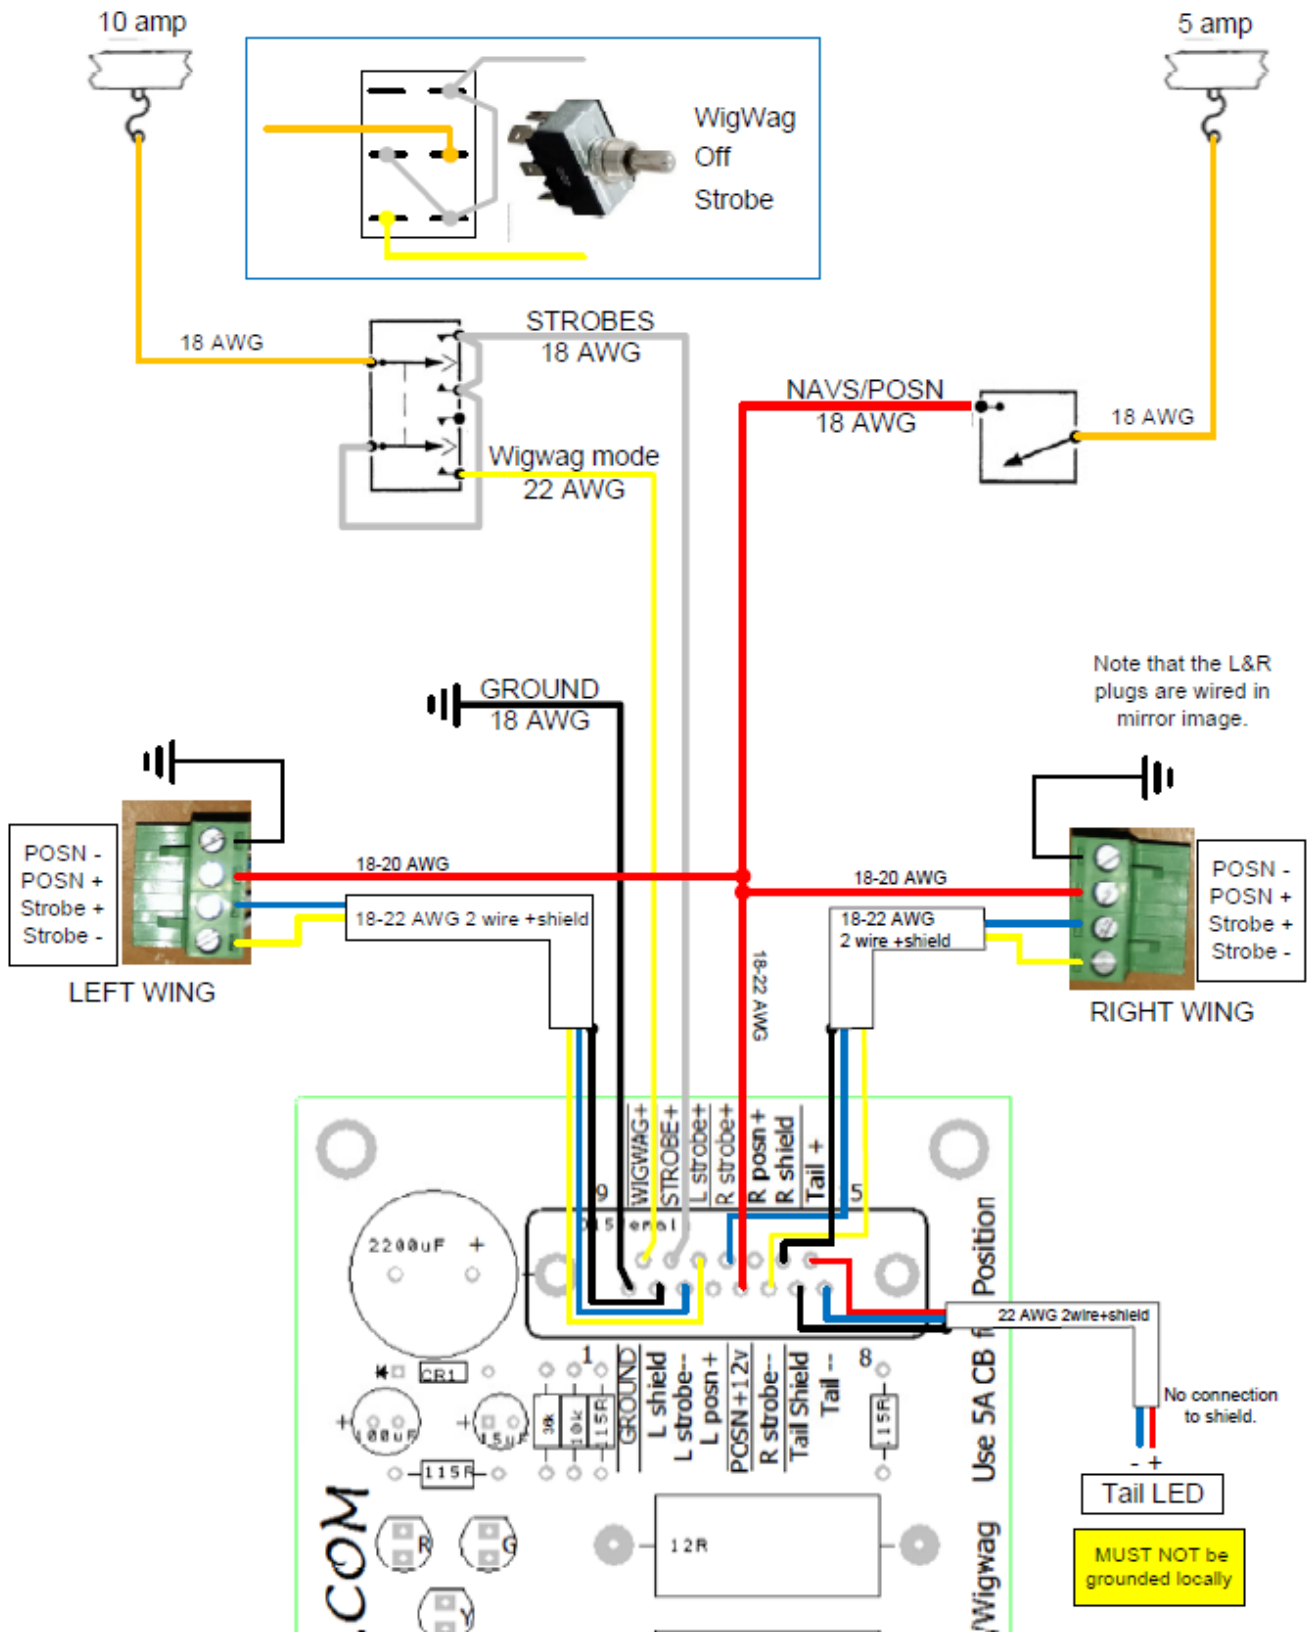 10 amp
5 amp
WigWag
Off
Strobe
18 AWG
STROBES
18 AWG
NAVS/POSN
18 AWG
18 AWG
Wigwag mode
22 AWG
GROUND
18 AWG
Note that the L&R
plugs are wired in
mirror image.
POSN -
POSN +
Strobe +
Strobe -
LEFT WING
18-20 AWG
18-22 AWG 2 wire +shield
18-20 AWG
18-22 AWG
2 wire +shield
18-22 AWG
POSN -
POSN +
Strobe +
Strobe -
RIGHT WING
WIGWAG+
STROBE+
L strobe+
R strobe+
R posn+
R shield
Tail +
9
2200uF +
22 AWG 2wire+shield
1
8
GROUND
L shield
L strobe--
L posn+
POSN+12v
R strobe--
Tail Shield
Tail --
Position
Use 5A CB f
CR1
+
100uF
+
15uF
10k
115R
115R
115R
No connection
to shield.
- +
Tail LED
MUST NOT be
grounded locally
R
G
Y
12R
.COM
/Wigwag